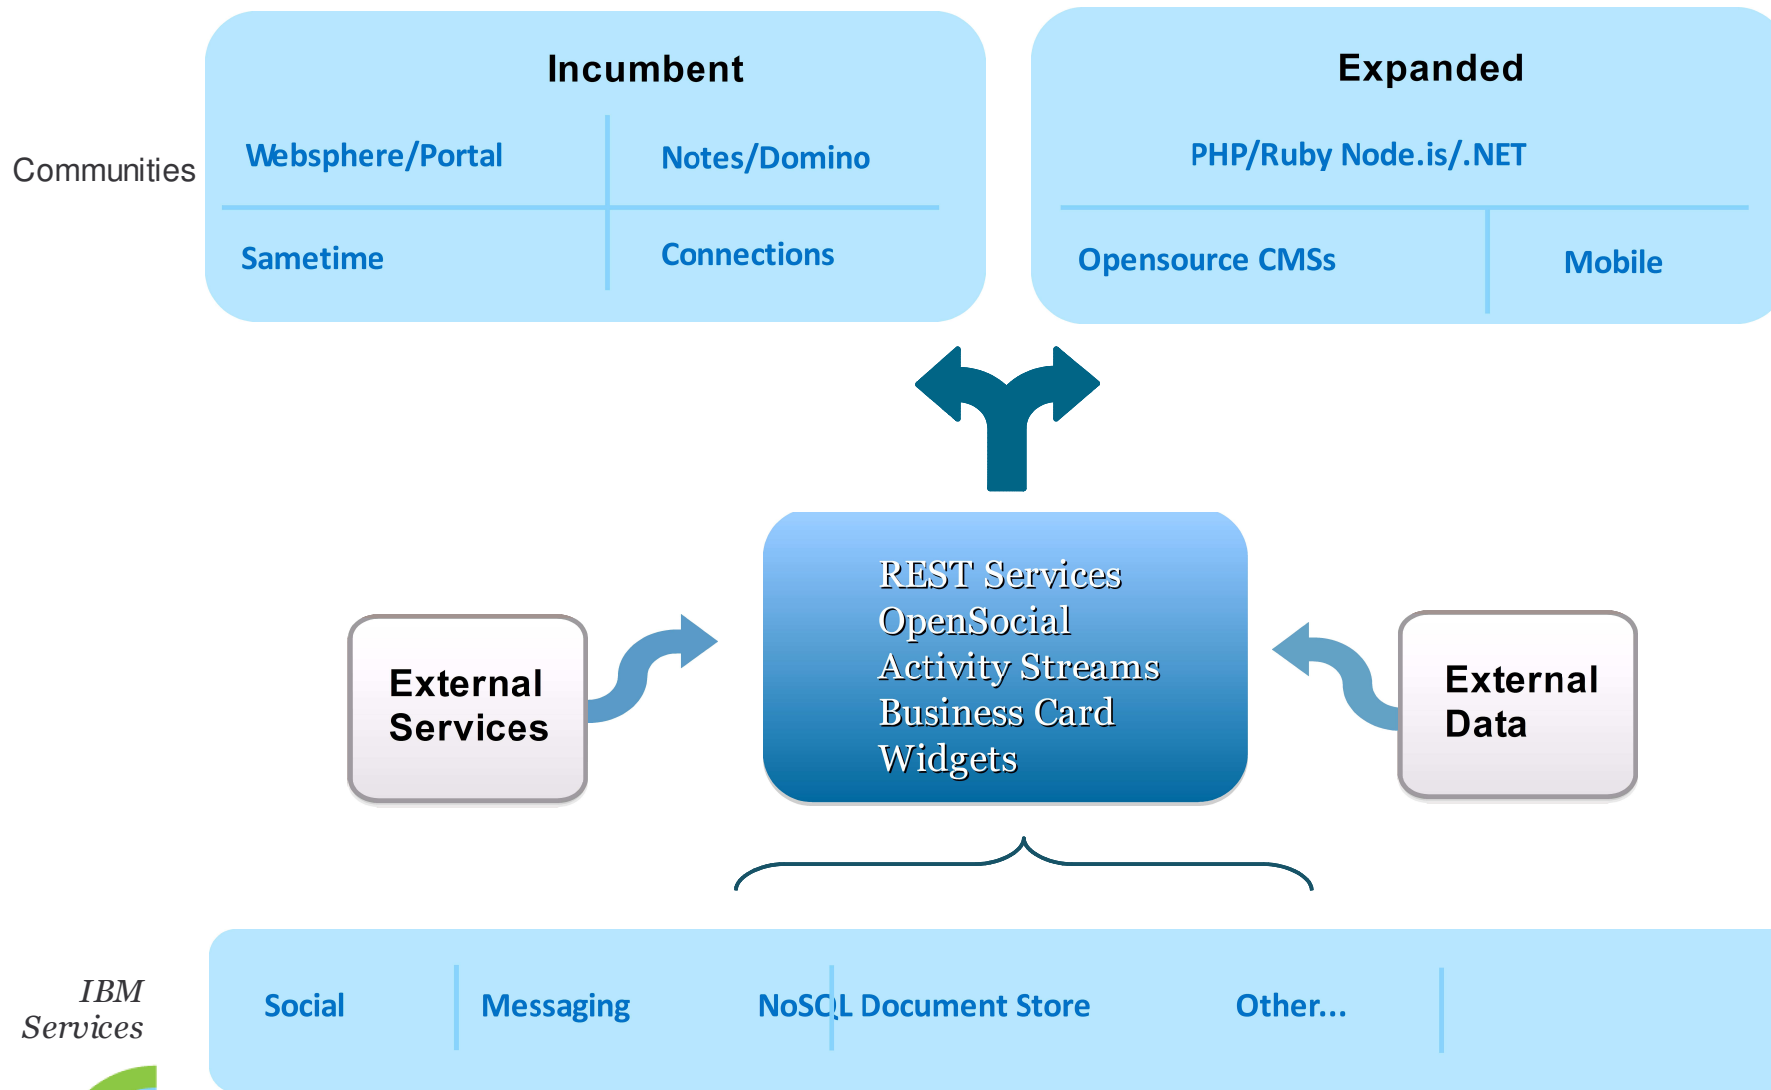 Incumbent
Expanded
Communities
Websphere/Portal
Notes/Domino
PHP/Ruby Node.is/.NET
Sametime
Connections
Opensource CMSs
Mobile
REST Services
OpenSocial
Activity Streams
Business Card
Widgets
External
Services
External
Data
IBM
Services
Social
Messaging
NoSQL Document Store
Other...